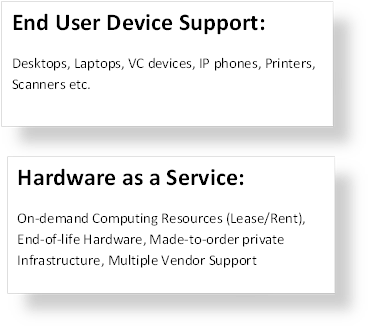 End User Device Support:
Desktops, Laptops, VC devices, IP phones, Printers,
Scanners etc.
Hardware as a Service:
On-demand Computing Resources (Lease/Rent),
End-of-life Hardware, Made-to-order private
Infrastructure, Multiple Vendor Support